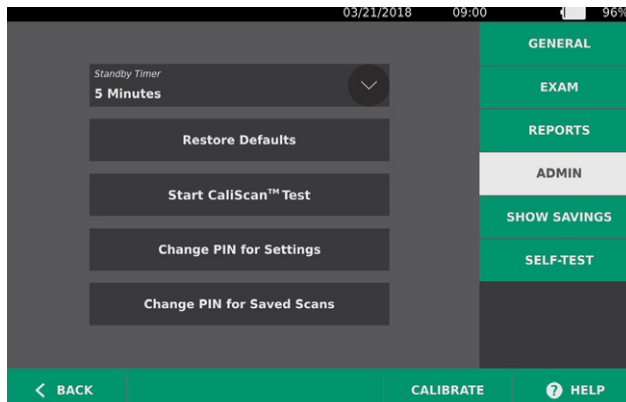 03/21/2018 09:00 96%
GENERAL
Standby Timer
5 Minutes
EXAM
Restore Defaults
REPORTS
ADMIN
Start CaliScan™ Test
SHOW SAVINGS
Change PIN for Settings
SELF-TEST
Change PIN for Saved Scans
BACK
CALIBRATE
? HELP